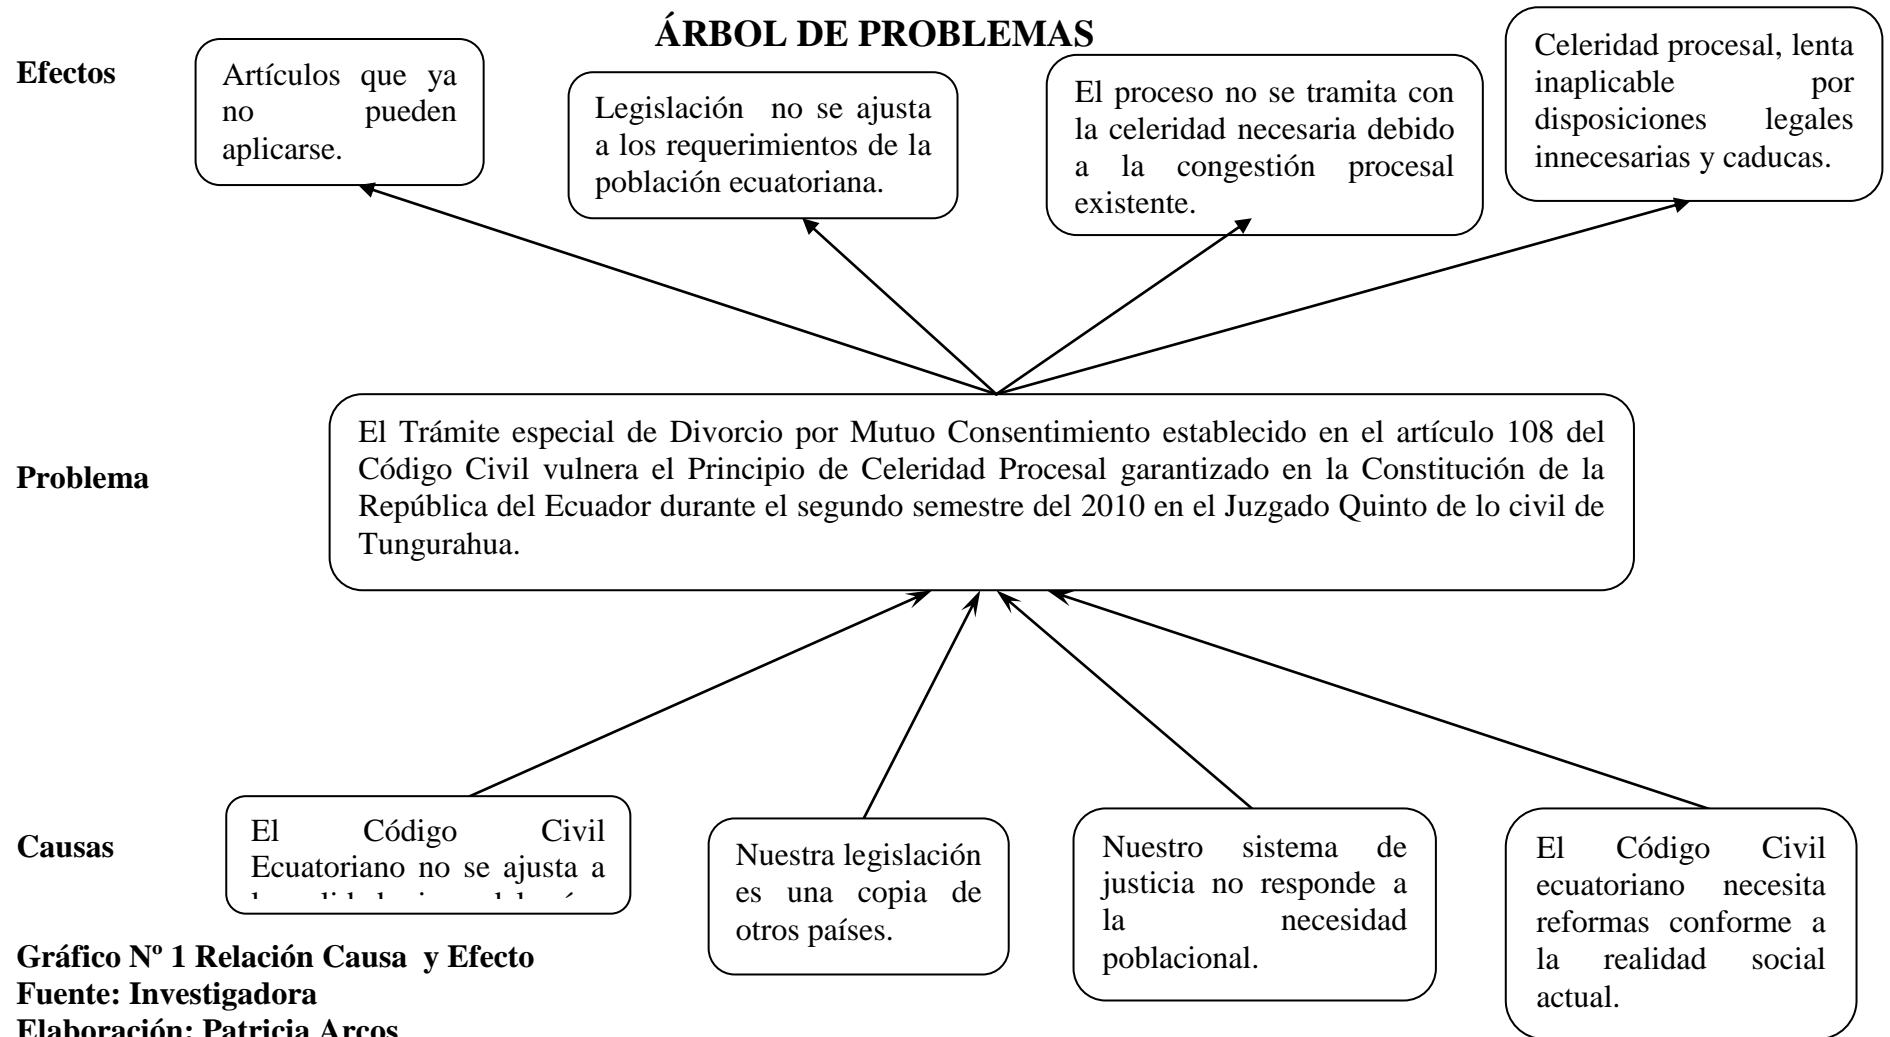 ÁRBOL DE PROBLEMAS
Efectos
Artículos que ya
no pueden
aplicarse.
Legislación no se ajusta
a los requerimientos de la
población ecuatoriana.
El proceso no se tramita con
la celeridad necesaria debido
a la congestión procesal
existente.
Celeridad procesal, lenta
inaplicable por
disposiciones legales
innecesarias y caducas.
Problema
El Trámite especial de Divorcio por Mutuo Consentimiento establecido en el artículo 108 del
Código Civil vulnera el Principio de Celeridad Procesal garantizado en la Constitución de la
República del Ecuador durante el segundo semestre del 2010 en el Juzgado Quinto de lo civil de
Tungurahua.
Causas
El Código Civil
Ecuatoriano no se ajusta a
Nuestra legislación
es una copia de
otros países.
Nuestro sistema de
justicia no responde a
la necesidad
poblacional.
El Código Civil
ecuatoriano necesita
reformas conforme a
la realidad social
actual.
Gráfico Nº 1 Relación Causa y Efecto
Fuente: Investigadora
Elaboración: Patricia Arcos